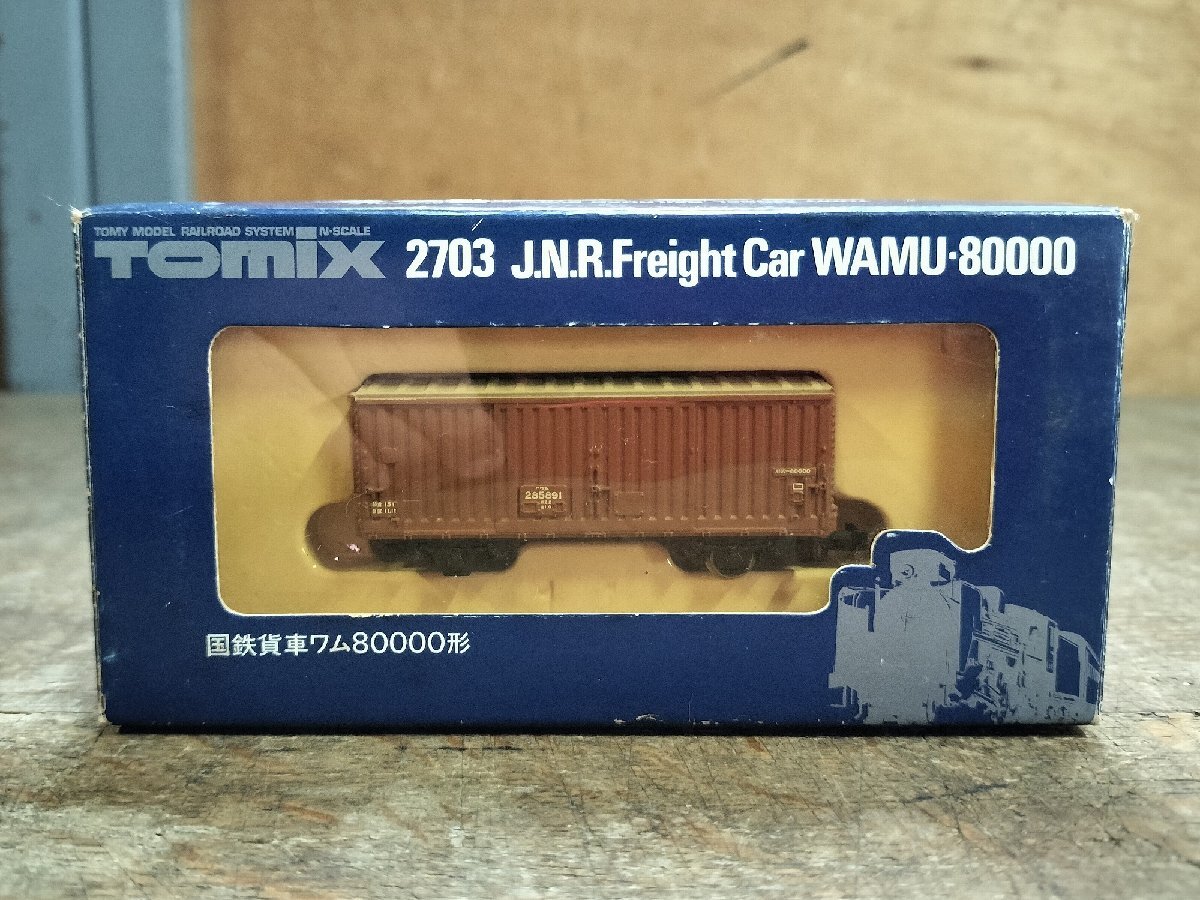 TOMY MODEL RAILROAD SYSTEM N-SCALE
TOMIX 2703 J.N.R.Freight Car WAMU·80000
285891
国鉄貨車ワム80000形